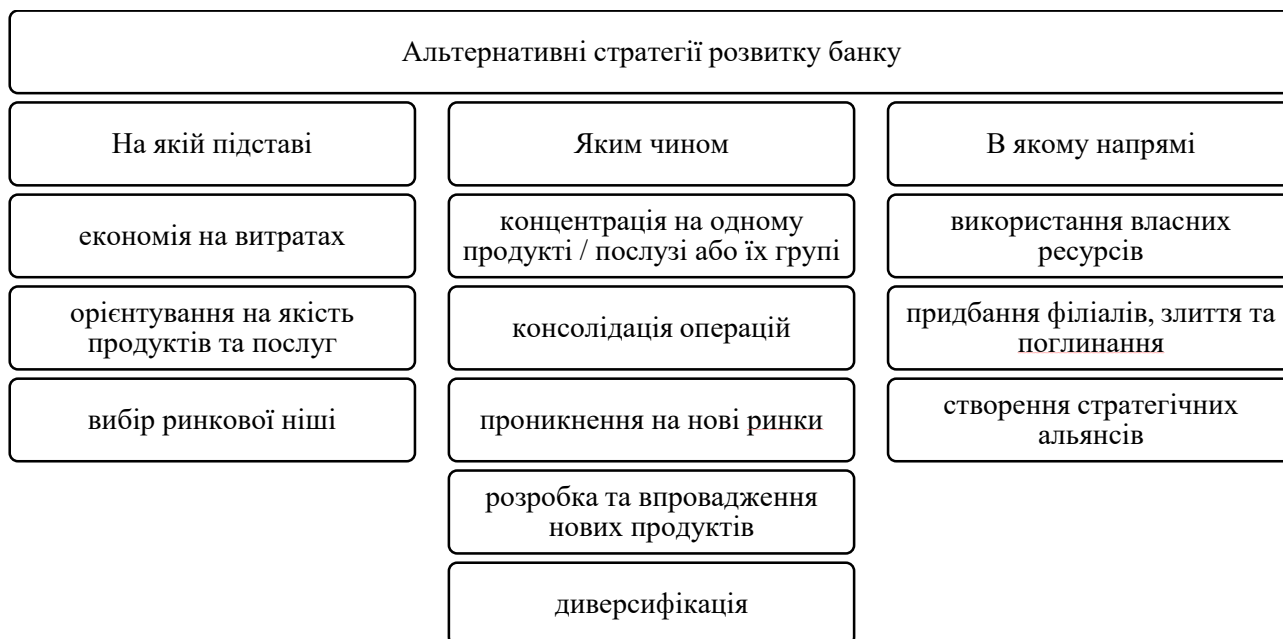 Альтернативні стратегії розвитку банку
На якій підставі
Яким чином
В якому напрямі
економія на витратах
концентрація на одному
продукті / послузі або їх групі
використання власних
ресурсів
орієнтування на якість
продуктів та послуг
консолідація операцій
придбання філіалів, злиття та
поглинання
вибір ринкової ніші
проникнення на нові ринки
створення стратегічних
альянсів
розробка та впровадження
нових продуктів
диверсифікація